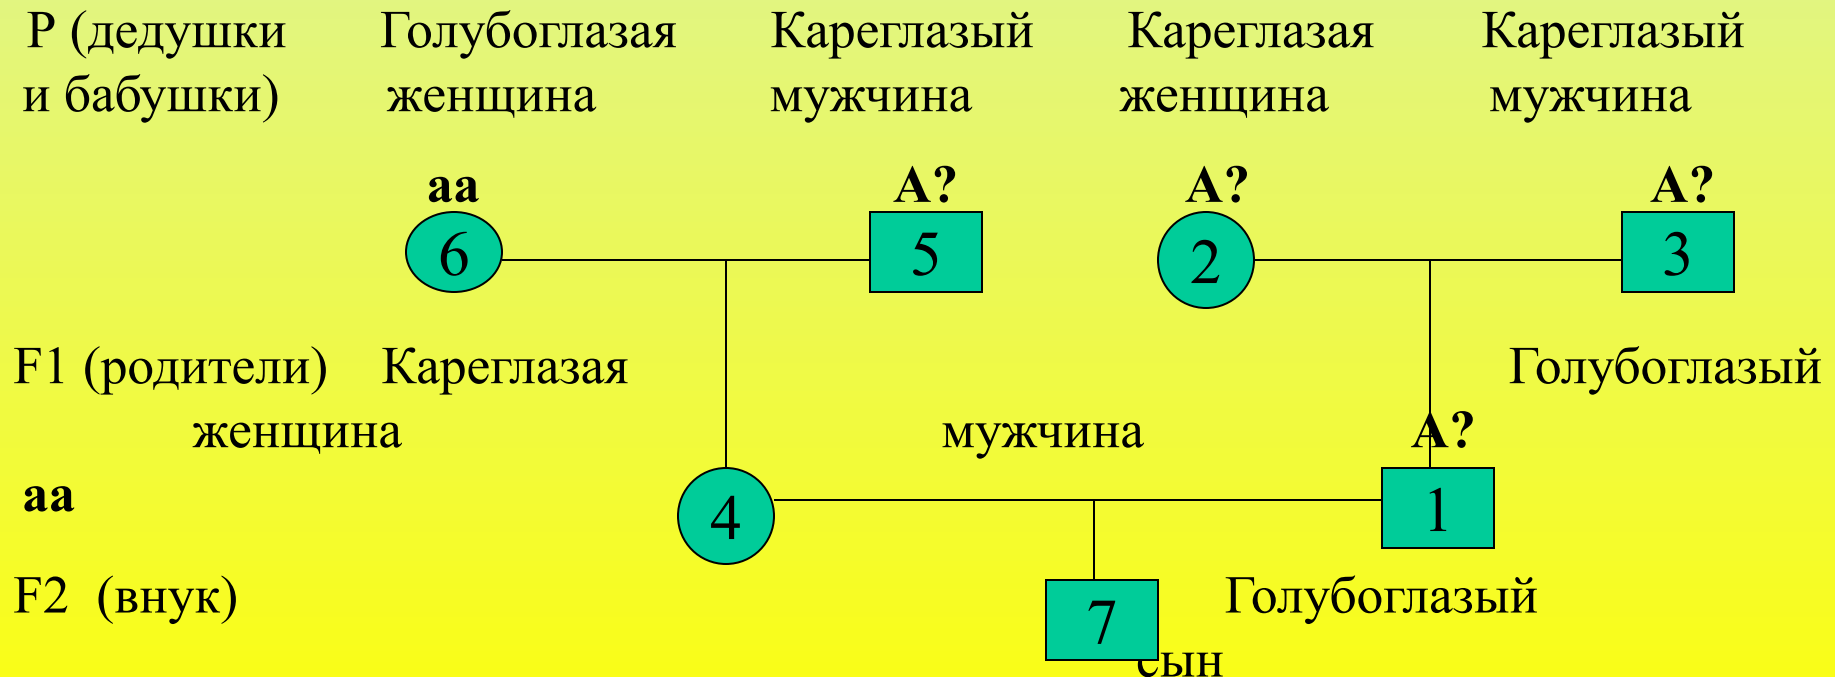 Р (дедушки Голубоглазая Кареглазый Кареглазая Кареглазый
и бабушки) женщина мужчина женщина мужчина
аа А? А? А?
6 5 2 3
F1 (родители) Кареглазая Голубоглазый
женщина мужчина А?
аа
4 1
F2 (внук) Голубоглазый
7
сын